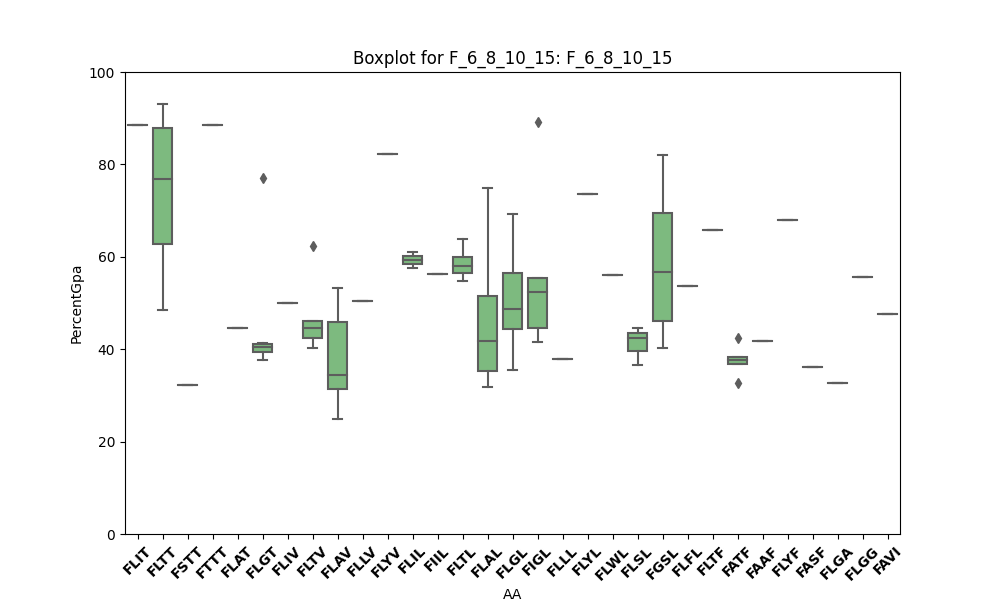 Boxplot for F_6_8_10_15: F_6_8_10_15
100
80
60
40
20
0
PercentGpa
FLIT
FLTT
FSTT
FTTT
FLAT
FLGT
FLIV
FLTV
FLAV
FLLV
FLYV
FLIL
FIIL
FLTL
FLAL
FLGL
FIGL
FLLL
FLYL
FLWL
FLSL
FGSL
FLFL
FLTF
FATF
FAAF
FLYF
FASF
FLGA
FLGG
FAVI
AA